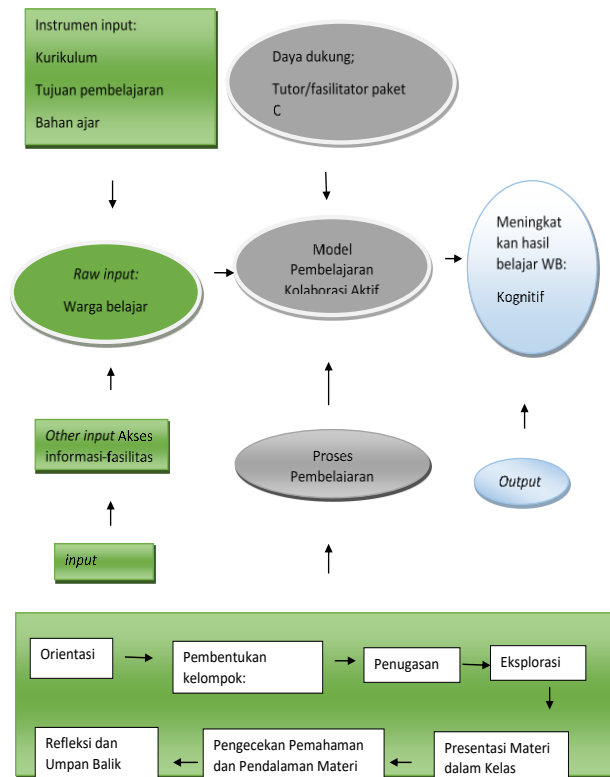 Instrumen input:
Kurikulum
Tujuan pembelajaran
Bahan ajar
Daya dukung;
Tutor/fasilitator paket
C
Raw input:
Warga belajar
Model
Pembelajaran
Kolaborasi Aktif
Meningkat
kan hasil
belajar WB:
Kognitif
Other input Akses
informasi-fasilitas
Proses
Pembelajaran
Output
input
Orientasi
Pembentukan
kelompok:
Penugasan
Eksplorasi
Refleksi dan
Umpan Balik
Pengecekan Pemahaman
dan Pendalaman Materi
Presentasi Materi
dalam Kelas